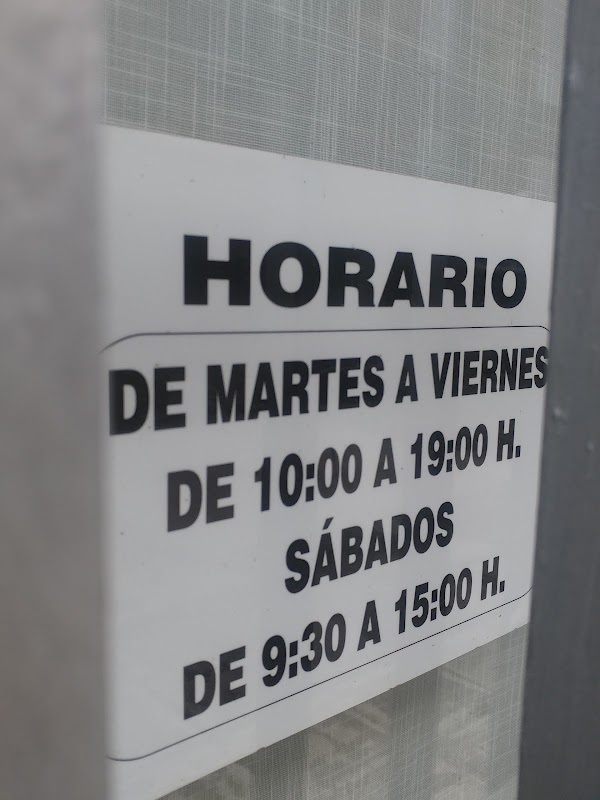 HORARIO
DE MARTES A VIERNES
DE 10:00 A 19:00 H.
SÁBADOS
DE 9:30 A 15:00 H.